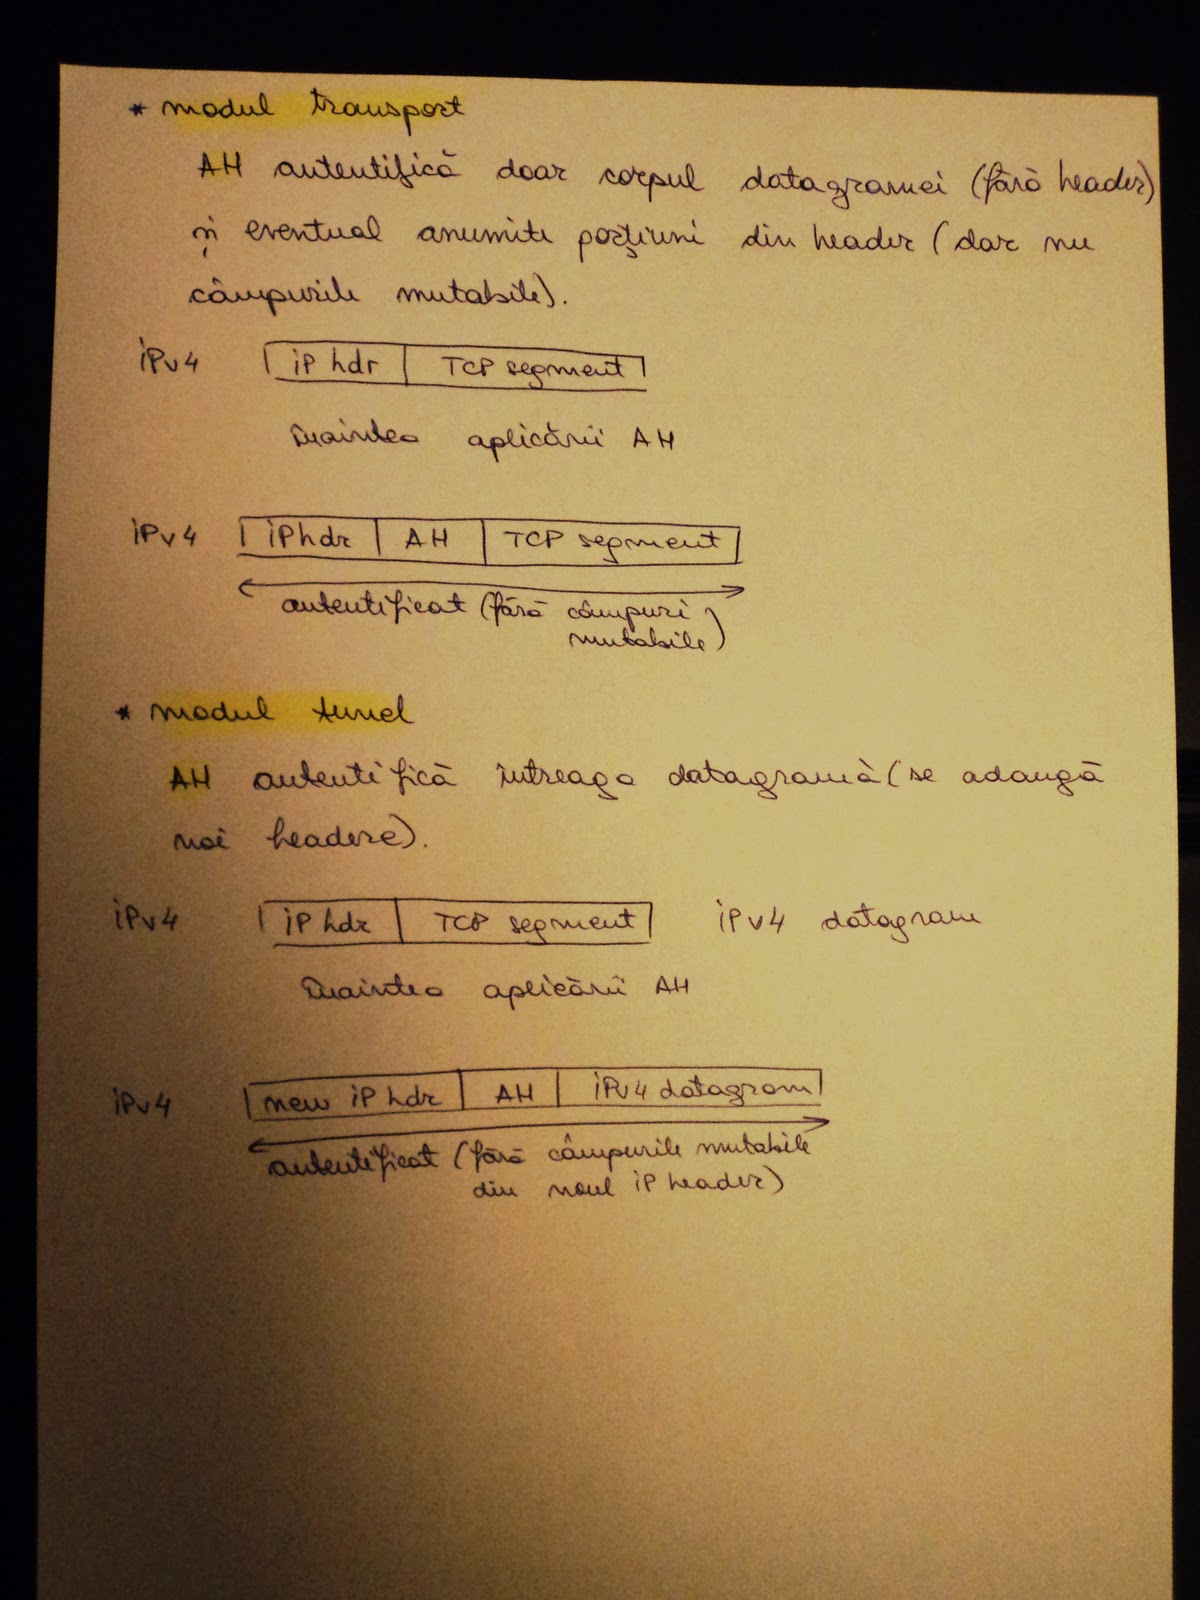 * modul transport
AH autentifică doar corpul datagramei (fără header)
și eventual anumite porțiuni din header (dar nu
câmpurile mutabile).
iPv4 iP hdr TCP segment
Înaintea aplicării AH
iPv4 iP hdr AH TCP segment
autentificat (fără câmpuri
mutabile)
* modul tunel
AH autentifică întreaga datagramă (se adaugă
noi headere).
iPv4 iP hdr TCP segment iPv4 datagram
Înaintea aplicării AH
iPv4 new iP hdr AH iPv4 datagram
autentificat (fără câmpurile mutabile
din noul iP header)